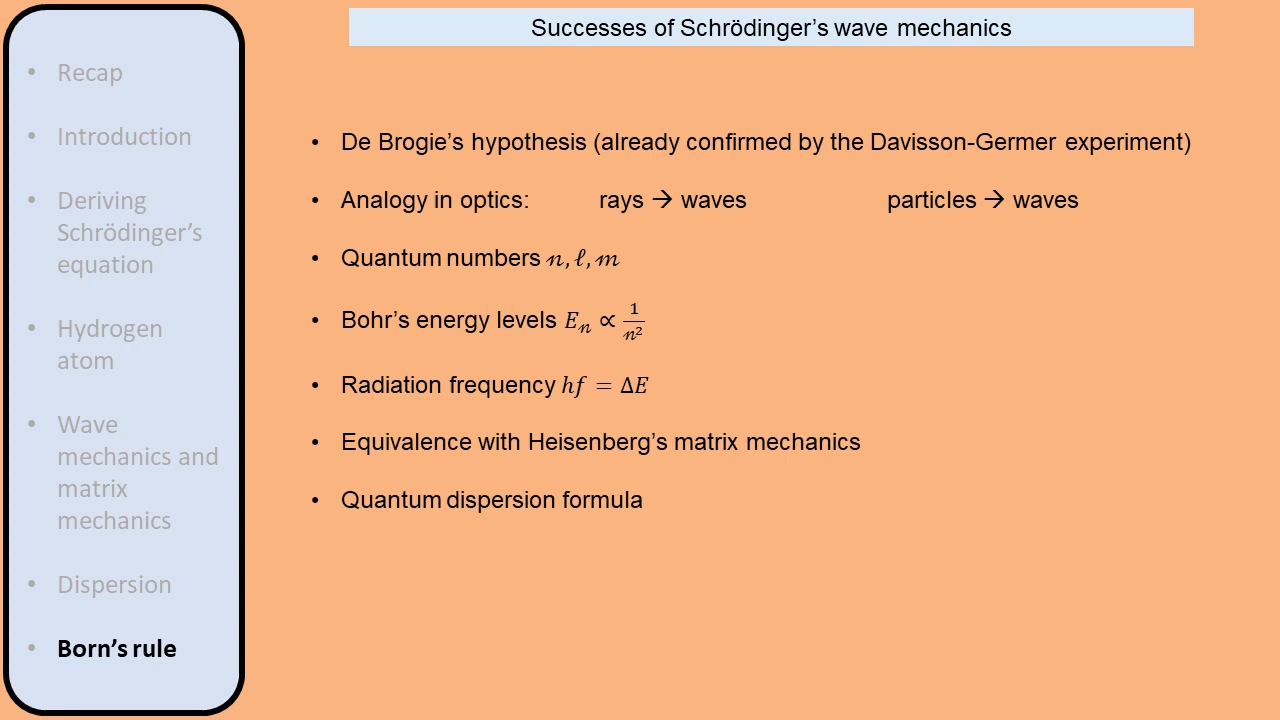 Successes of Schrödinger’s wave mechanics
• Recap
• Introduction
• Deriving
Schrödinger’s
equation
• Hydrogen
atom
• Wave
mechanics and
matrix
mechanics
• Dispersion
• Born’s rule
• De Brogie’s hypothesis (already confirmed by the Davisson-Germer experiment)
• Analogy in optics: rays → waves particles → waves
• Quantum numbers n, ℓ, m
• Bohr’s energy levels Eₙ ∝ 1/n²
• Radiation frequency hf = ΔE
• Equivalence with Heisenberg’s matrix mechanics
• Quantum dispersion formula